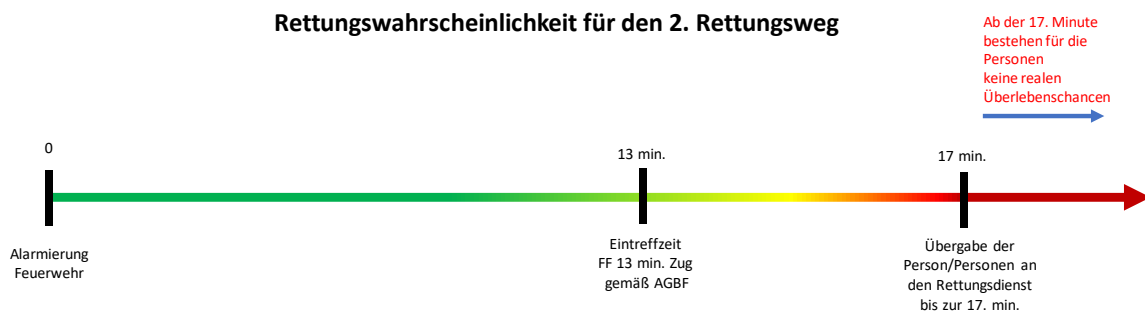 Rettungswahrscheinlichkeit für den 2. Rettungsweg
Ab der 17. Minute
bestehen für die
Personen
keine realen
Überlebenschancen
0
13 min.
17 min.
Alarmierung
Feuerwehr
Eintreffzeit
FF 13 min. Zug
gemäß AGBF
Übergabe der
Person/Personen an
den Rettungsdienst
bis zur 17. min.